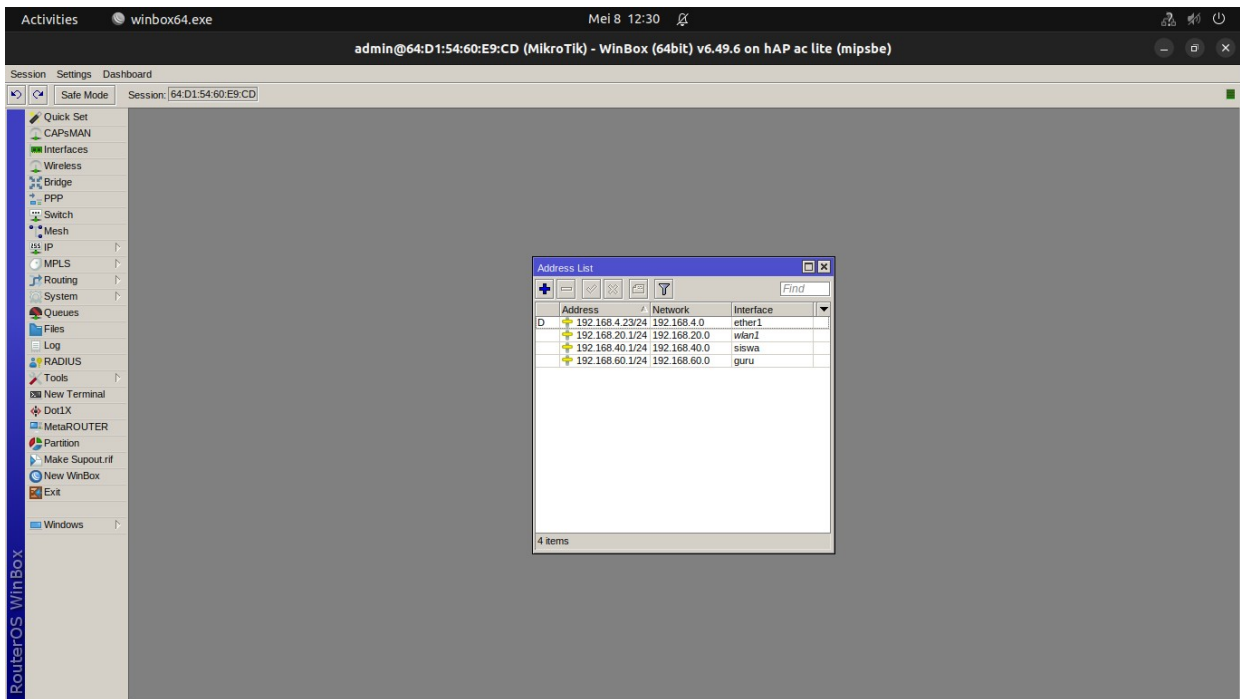 Activities winbox64.exe Mei 8 12:30
admin@64:D1:54:60:E9:CD (MikroTik) - WinBox (64bit) v6.49.6 on hAP ac lite (mipsbe)
Session Settings Dashboard
Safe Mode Session: 64:D1:54:60:E9:CD
Quick Set
CAPsMAN
Interfaces
Wireless
Bridge
PPP
Switch
Mesh
IP
MPLS
Routing
System
Queues
Files
Log
RADIUS
Tools
New Terminal
Dot1X
MetaROUTER
Partition
Make Supout.rif
New WinBox
Exit
Windows
RouterOS WinBox
Address List
Find
Address Network Interface
D 192.168.4.23/24 192.168.4.0 ether1
192.168.20.1/24 192.168.20.0 wlan1
192.168.40.1/24 192.168.40.0 siswa
192.168.60.1/24 192.168.60.0 guru
4 items